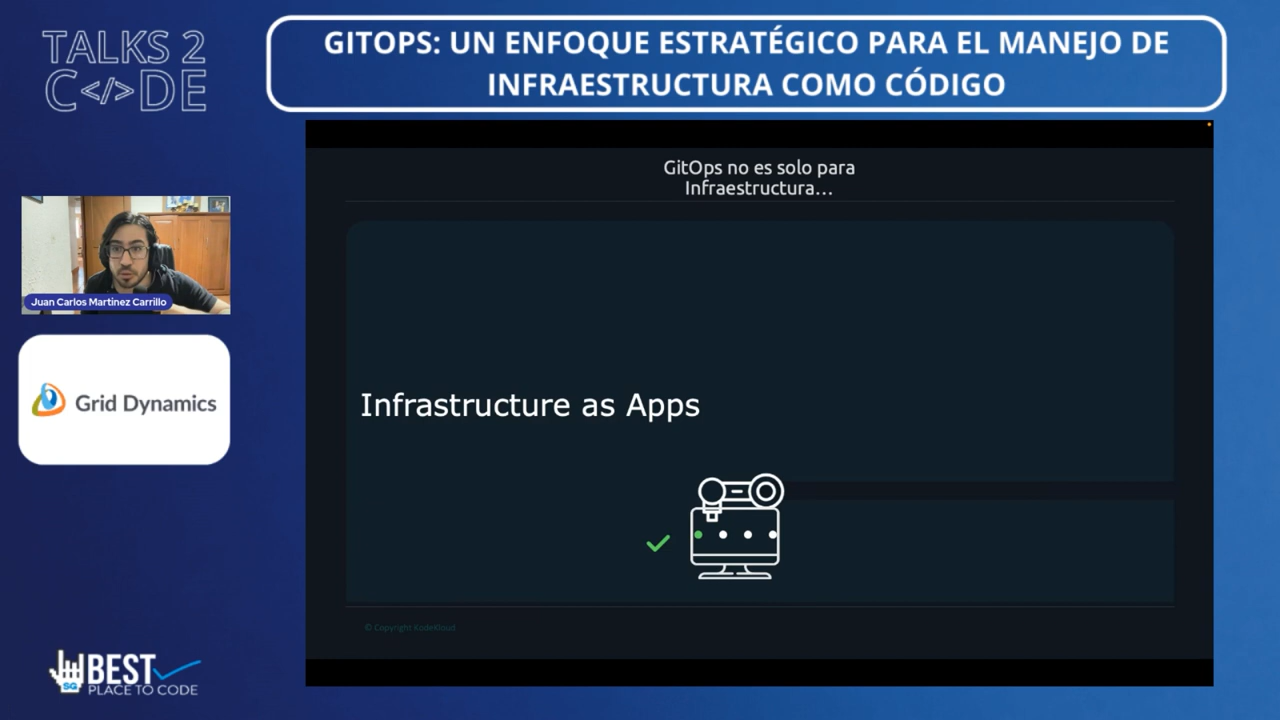 TALKS 2
C</>DE
GITOPS: UN ENFOQUE ESTRATÉGICO PARA EL MANEJO DE
INFRAESTRUCTURA COMO CÓDIGO
GitOps no es solo para
Infraestructura...
Juan Carlos Martinez Carrillo
Grid Dynamics
Infrastructure as Apps
© Copyright KodeKloud
SG
BEST
PLACE TO CODE